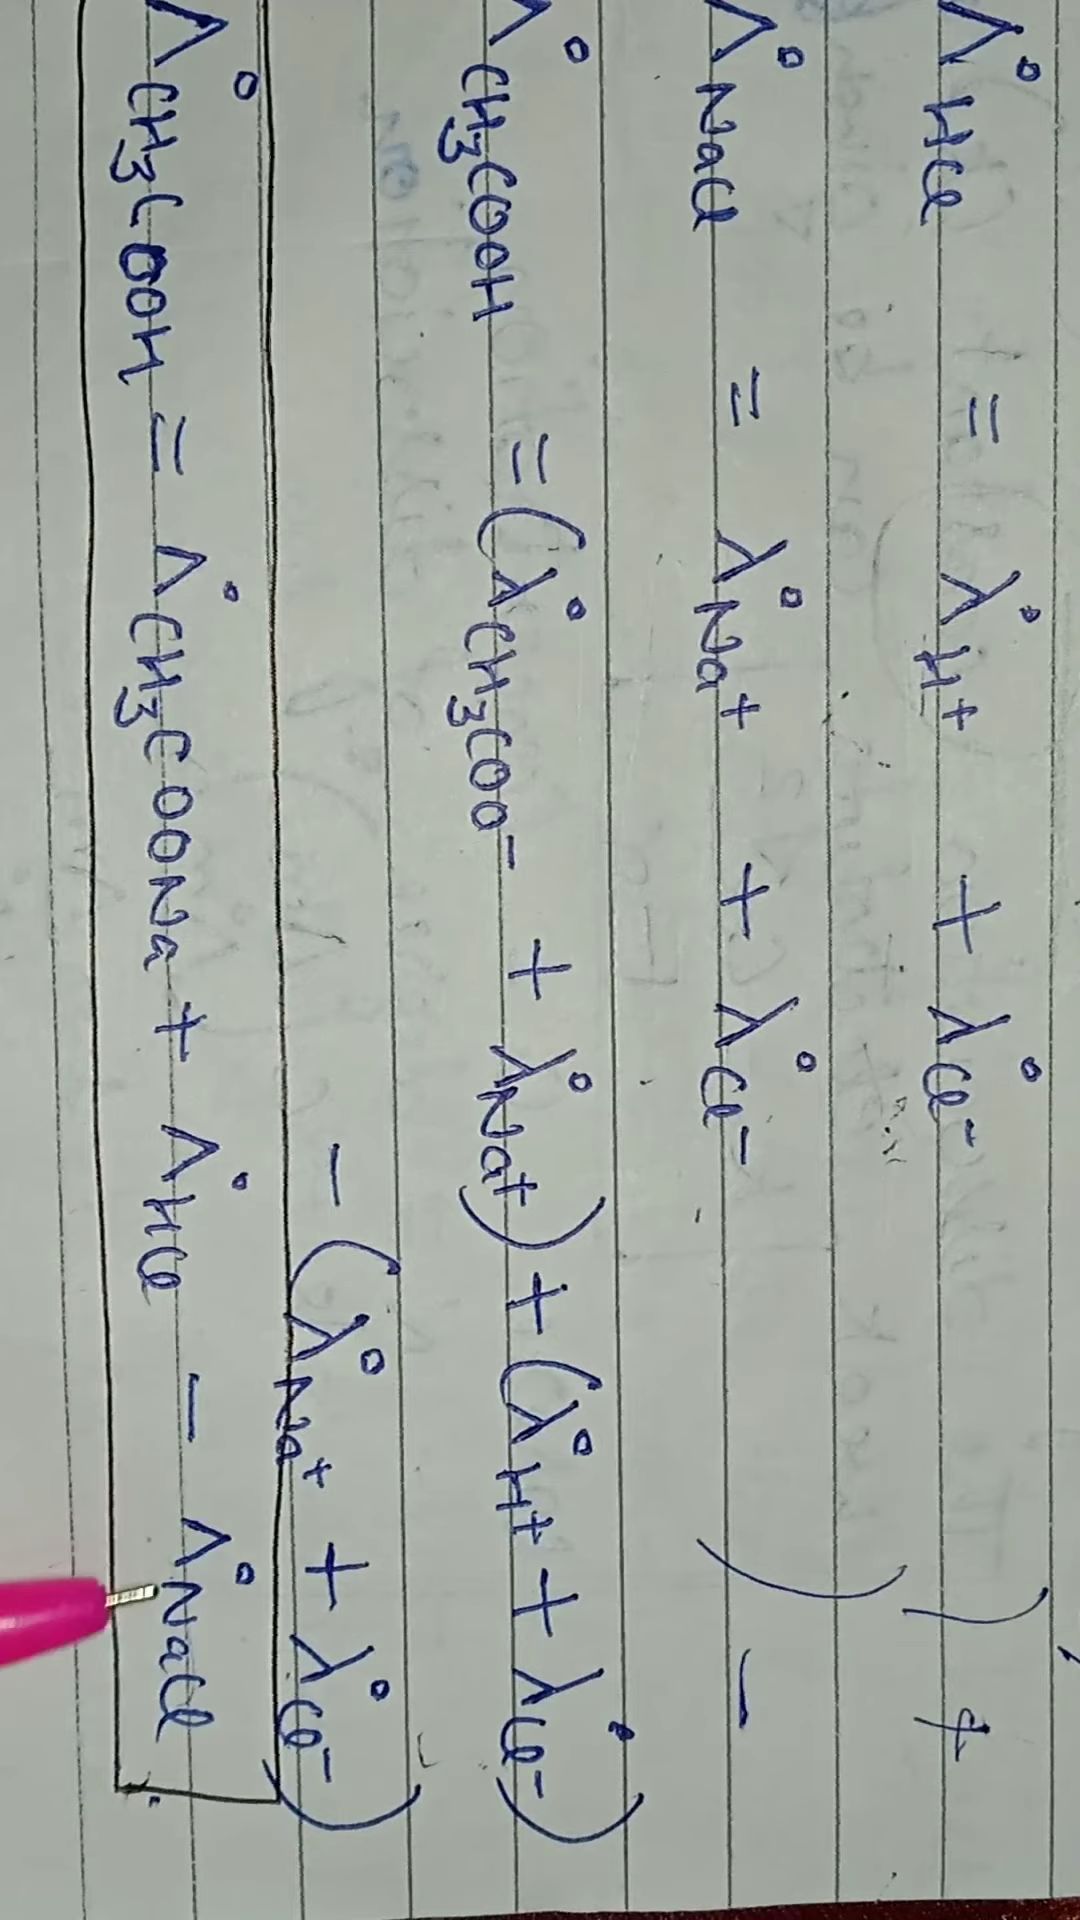 Λ°HCl = λ°H+ + λ°Cl- ) +
Λ°NaCl = λ°Na+ + λ°Cl- ) -
Λ°CH3COOH = (λ°CH3COO- + λ°Na+) + (λ°H+ + λ°Cl-)
- (λ°Na+ + λ°Cl-)
Λ°CH3COOH = Λ°CH3COONa + Λ°HCl - Λ°NaCl